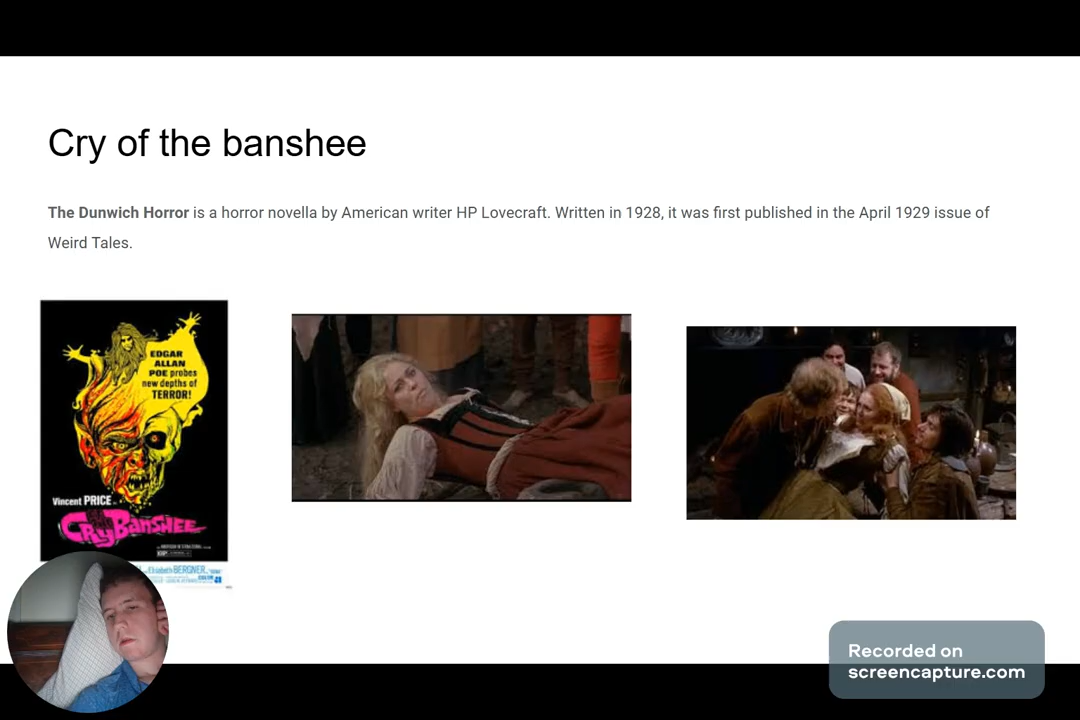 Cry of the banshee
The Dunwich Horror is a horror novella by American writer HP Lovecraft. Written in 1928, it was first published in the April 1929 issue of
Weird Tales.
EDGAR
ALLAN
POE probes
new depths of
TERROR!
Vincent PRICE
CRY BANSHEE
Elisabeth BERGNER
COLOR
Recorded on
screencapture.com